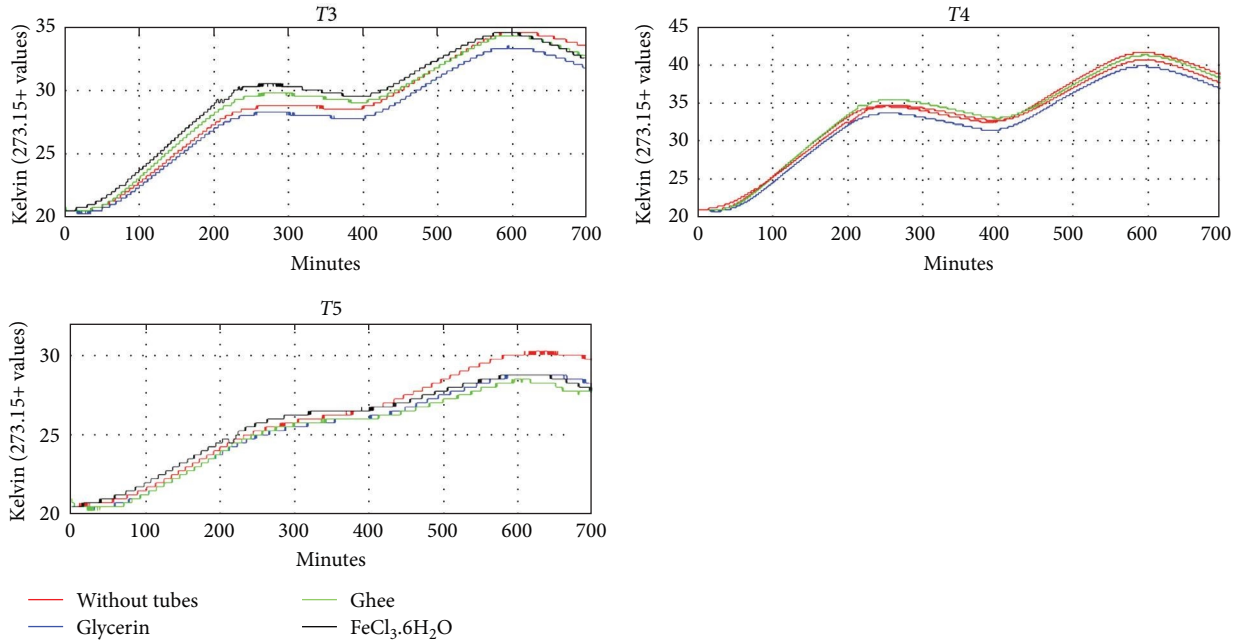 T3
Kelvin (273.15+ values)
35
30
25
20
0 100 200 300 400 500 600 700
Minutes
T4
Kelvin (273.15+ values)
45
40
35
30
25
20
0 100 200 300 400 500 600 700
Minutes
T5
Kelvin (273.15+ values)
30
25
20
0 100 200 300 400 500 600 700
Minutes
Without tubes
Glycerin
Ghee
FeCl₃.6H₂O